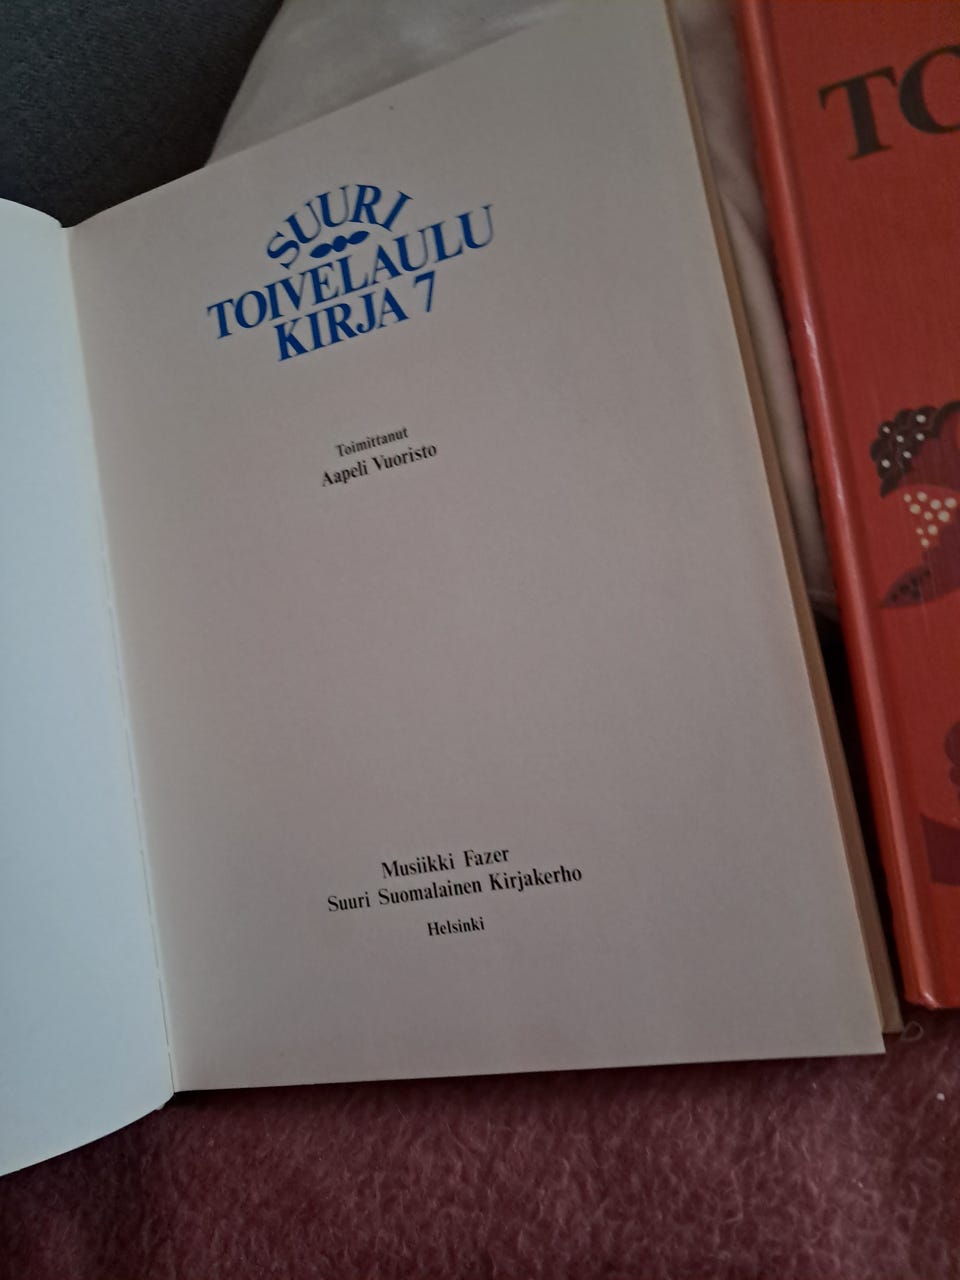 SUURI
TOIVELAULU
KIRJA 7
Toimittanut
Aapeli Vuoristo
Musiikki Fazer
Suuri Suomalainen Kirjakerho
Helsinki
TO